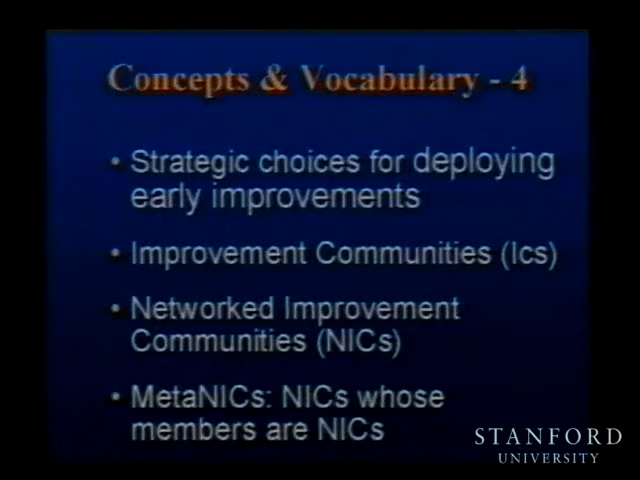 Concepts & Vocabulary - 4
• Strategic choices for deploying
early improvements
• Improvement Communities (Ics)
• Networked Improvement
Communities (NICs)
• MetaNICs: NICs whose
members are NICs
STANFORD
UNIVERSITY